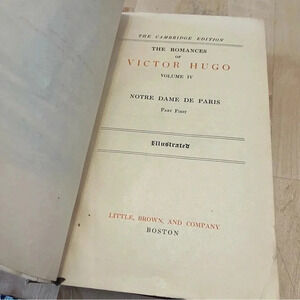 THE CAMBRIDGE EDITION
THE ROMANCES
OF
VICTOR HUGO
VOLUME IV
NOTRE DAME DE PARIS
PART FIRST
Illustrated
LITTLE, BROWN, AND COMPANY
BOSTON